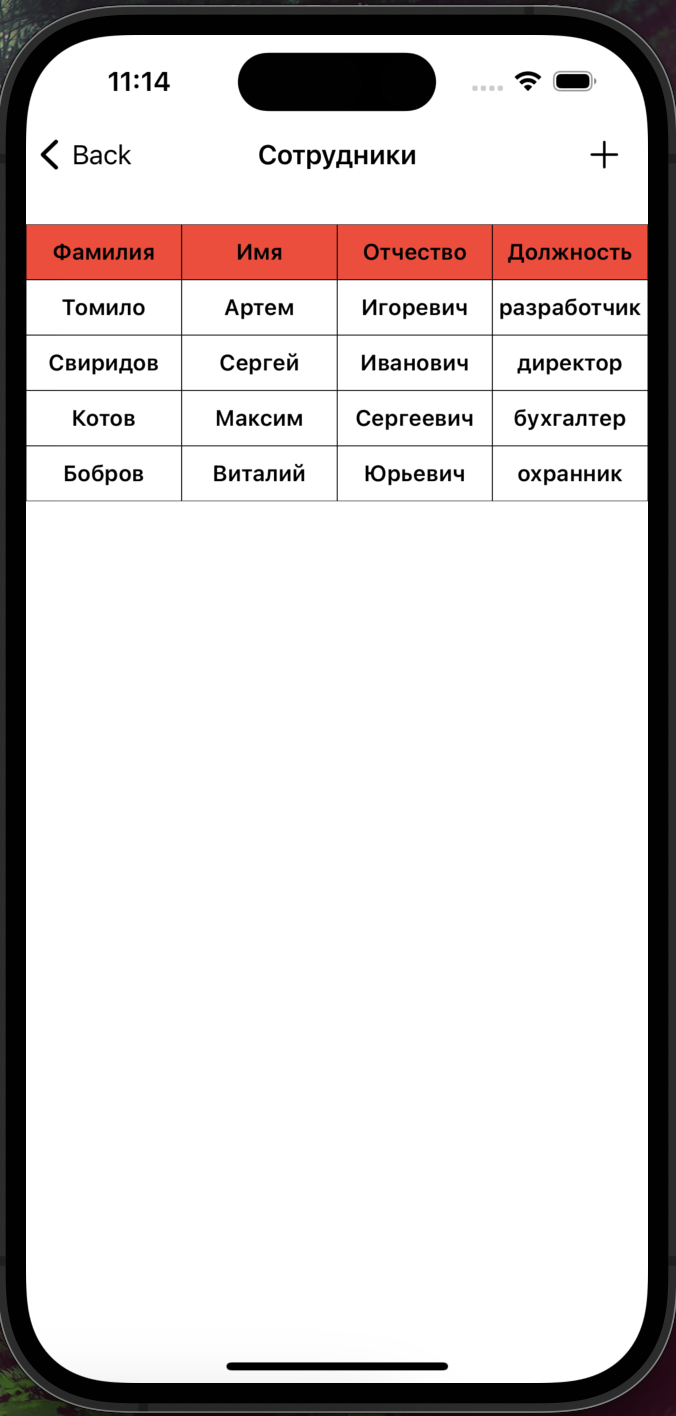 11:14
Back Сотрудники +
Фамилия Имя Отчество Должность
Томило Артем Игоревич разработчик
Свиридов Сергей Иванович директор
Котов Максим Сергеевич бухгалтер
Бобров Виталий Юрьевич охранник